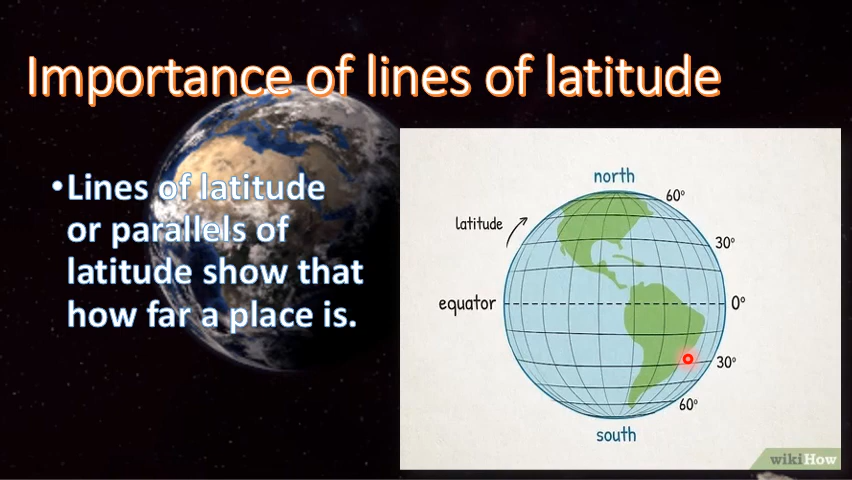 Importance of lines of latitude
•Lines of latitude
or parallels of
latitude show that
how far a place is.
north
60°
latitude
30°
equator
0°
30°
60°
south
wikiHow